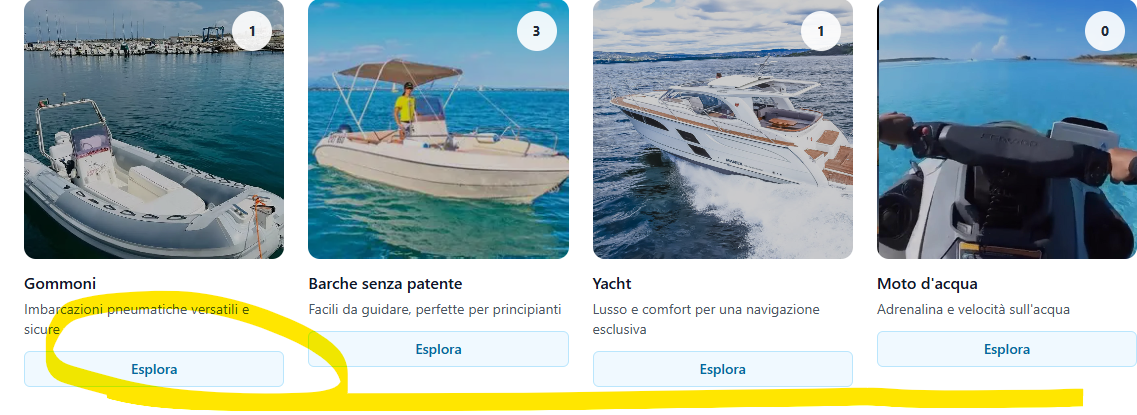 1
3
1
0
Gommoni
Imbarcazioni pneumatiche versatili e
sicure
Esplora
Barche senza patente
Facili da guidare, perfette per principianti
Esplora
Yacht
Lusso e comfort per una navigazione
esclusiva
Esplora
Moto d'acqua
Adrenalina e velocità sull'acqua
Esplora